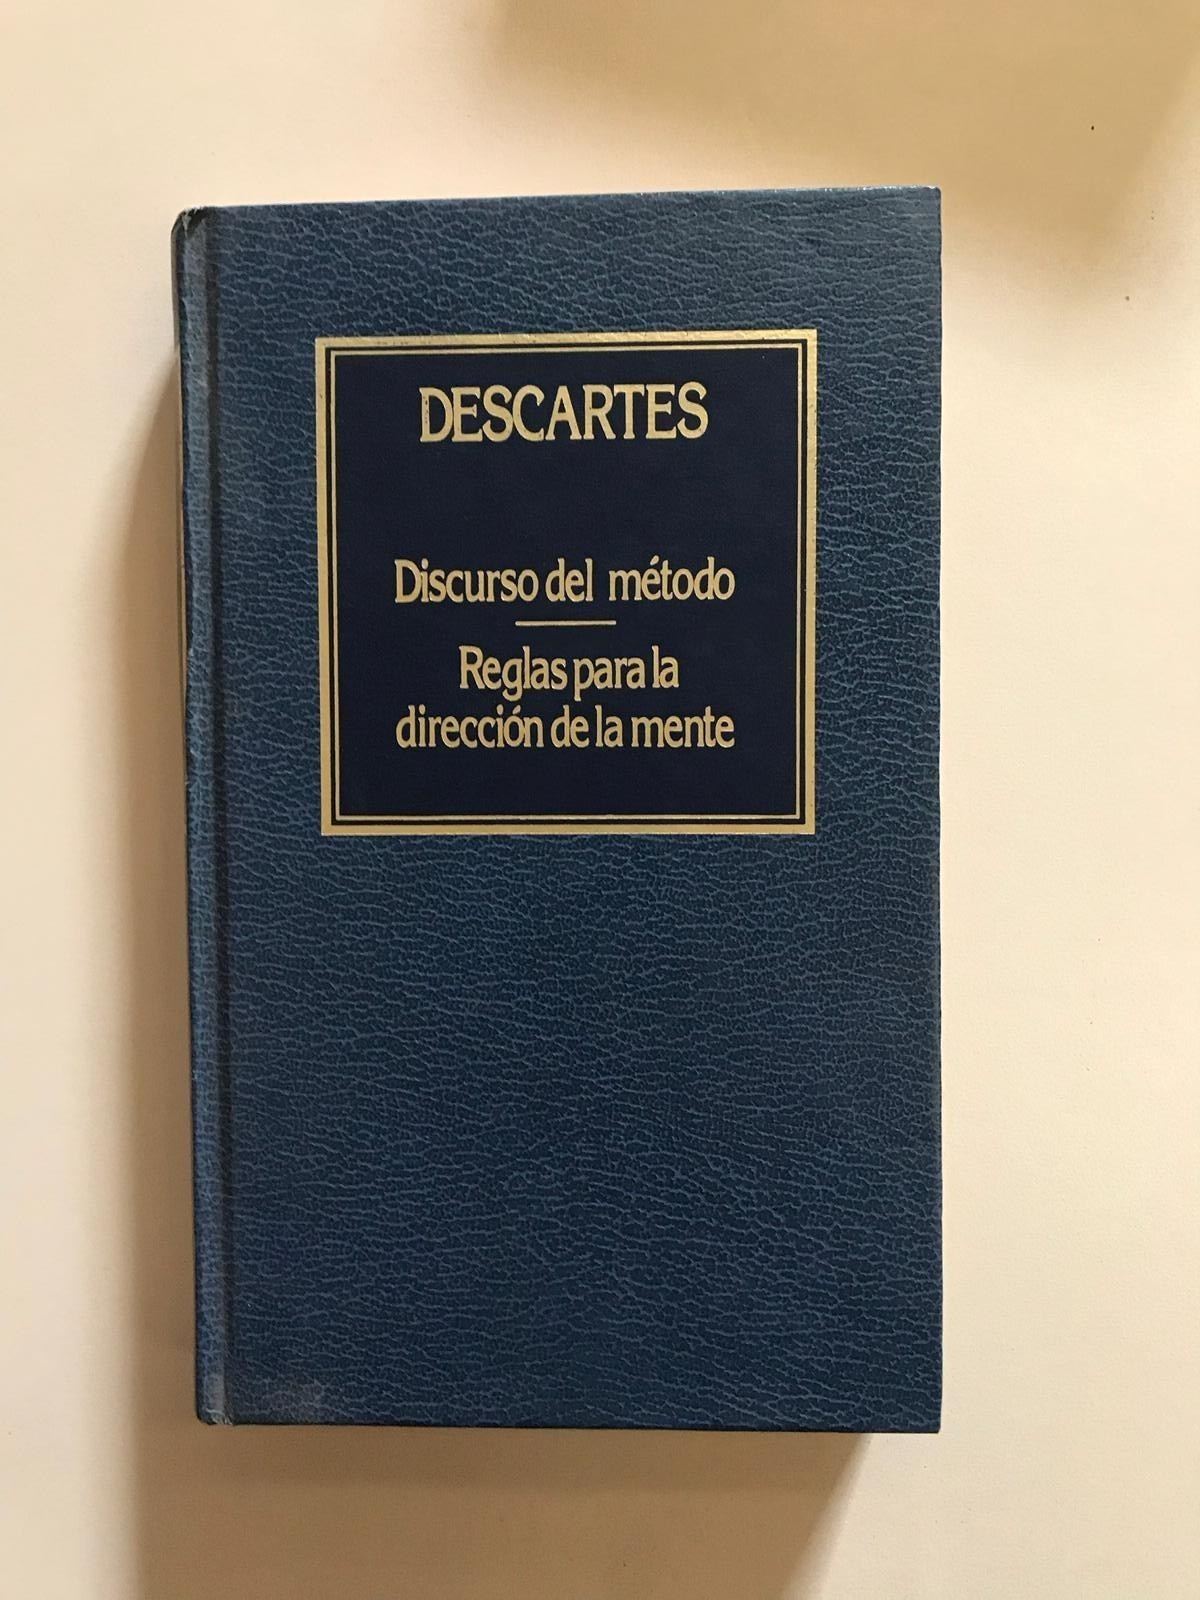 DESCARTES
Discurso del método
Reglas para la
dirección de la mente